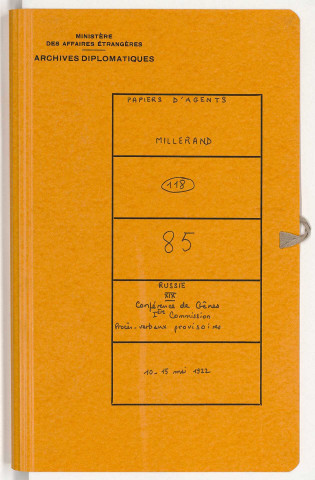 MINISTÈRE
DES AFFAIRES ÉTRANGÈRES
ARCHIVES DIPLOMATIQUES
PAPIERS D'AGENTS
MILLERAND
118
85
RUSSIE
XIX
Conférence de Gênes
Ière Commission
Procès-verbaux provisoires
10-15 mai 1922